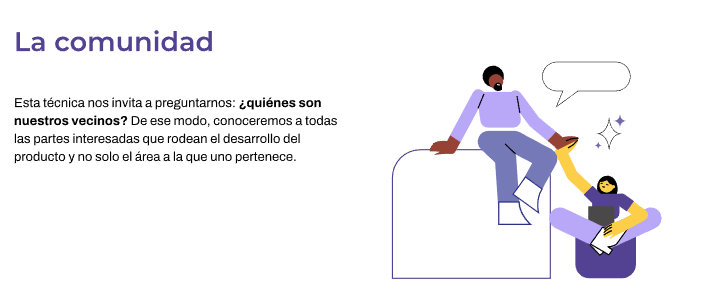 La comunidad
Esta técnica nos invita a preguntarnos: ¿quiénes son
nuestros vecinos? De ese modo, conoceremos a todas
las partes interesadas que rodean el desarrollo del
producto y no solo el área a la que uno pertenece.